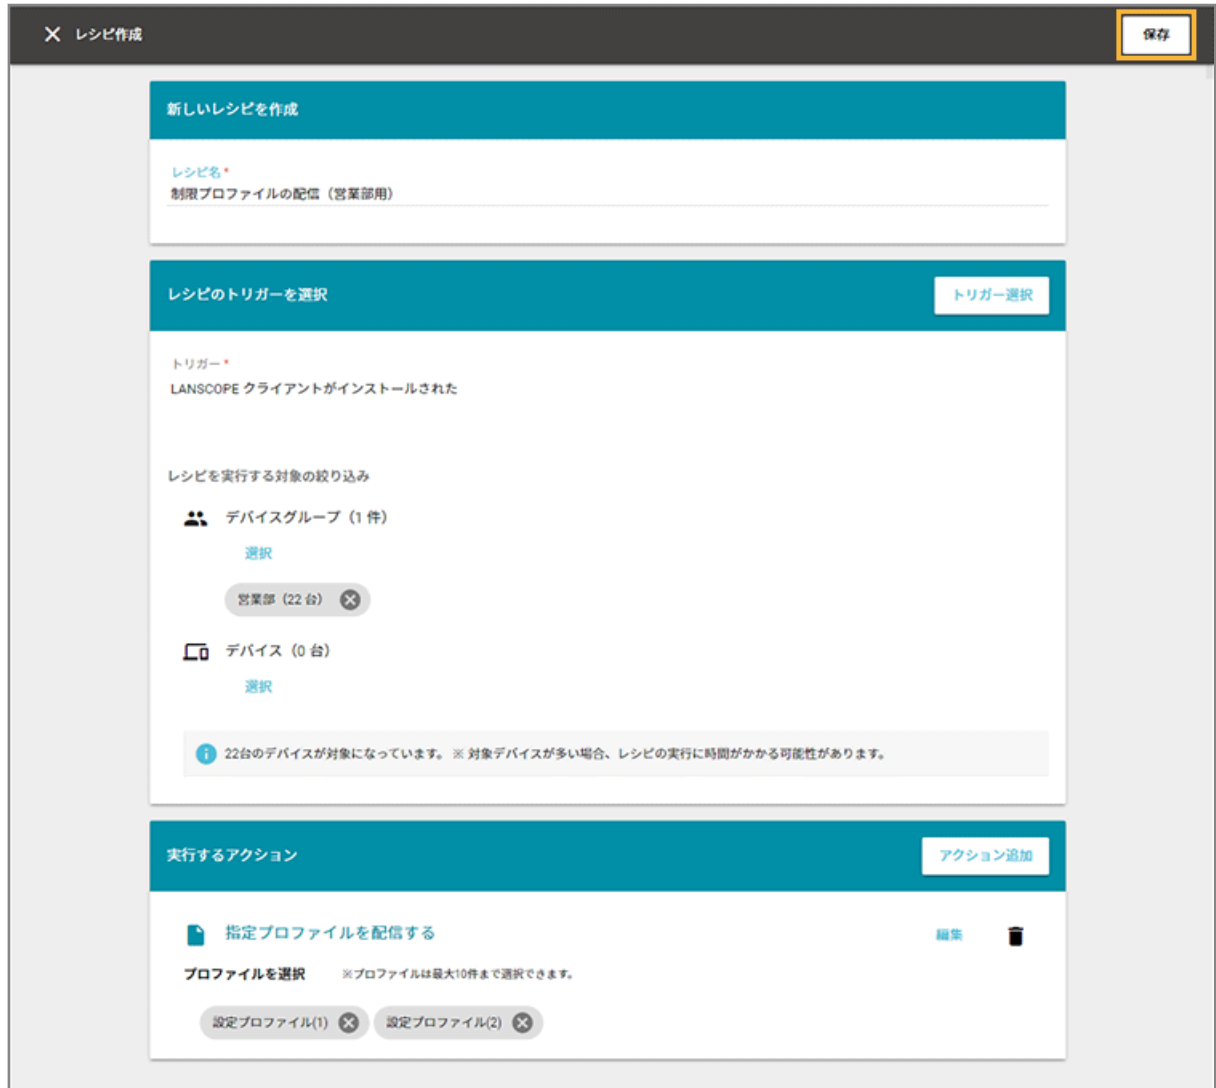 レシピ作成
保存
新しいレシピを作成
レシピ名*
制限プロファイルの配信（営業部用）
レシピのトリガーを選択
トリガー選択
トリガー*
LANSCOPE クライアントがインストールされた
レシピを実行する対象の絞り込み
デバイスグループ（1 件）
選択
営業部（22 台）
デバイス（0 台）
選択
22台のデバイスが対象になっています。 ※ 対象デバイスが多い場合、レシピの実行に時間がかかる可能性があります。
実行するアクション
アクション追加
指定プロファイルを配信する
編集
プロファイルを選択 ※プロファイルは最大10件まで選択できます。
設定プロファイル(1) 設定プロファイル(2)